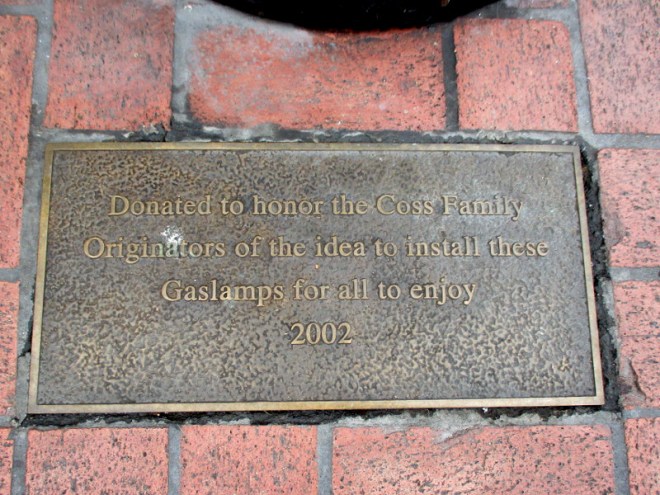 Donated to honor the Coss Family
Originators of the idea to install these
Gaslamps for all to enjoy
2002